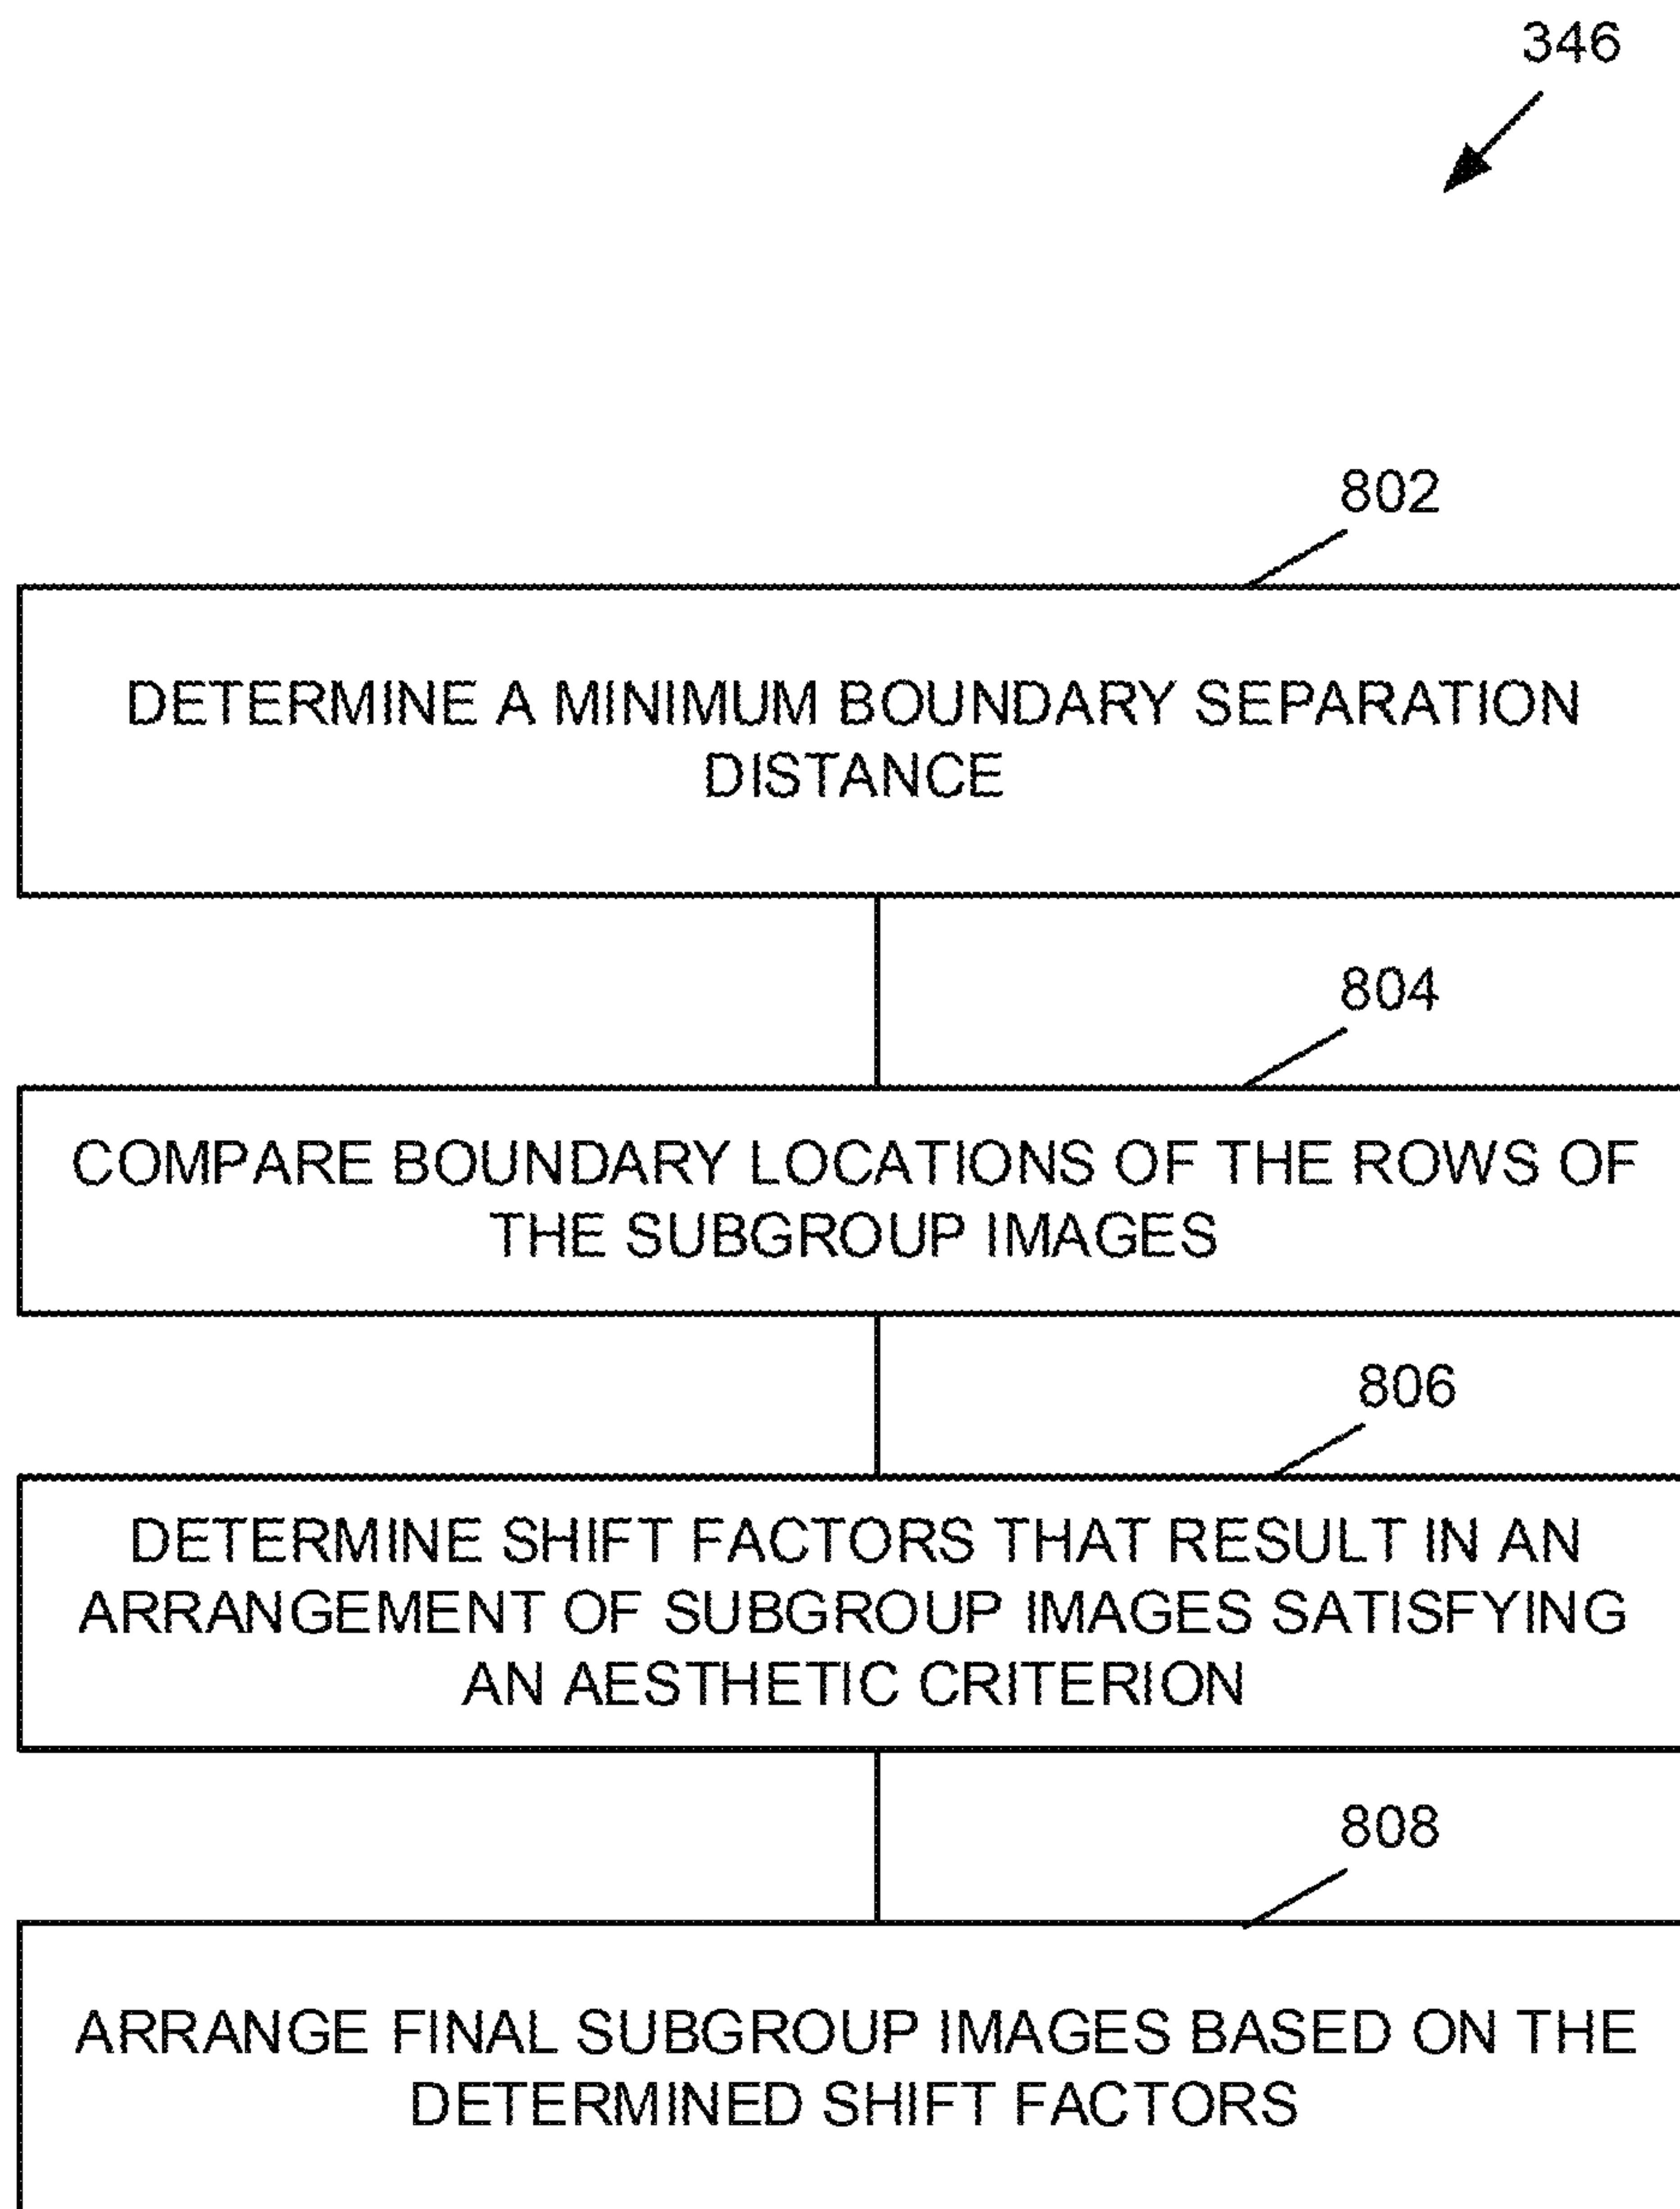 346
802
DETERMINE A MINIMUM BOUNDARY SEPARATION
DISTANCE
804
COMPARE BOUNDARY LOCATIONS OF THE ROWS OF
THE SUBGROUP IMAGES
806
DETERMINE SHIFT FACTORS THAT RESULT IN AN
ARRANGEMENT OF SUBGROUP IMAGES SATISFYING
AN AESTHETIC CRITERION
808
ARRANGE FINAL SUBGROUP IMAGES BASED ON THE
DETERMINED SHIFT FACTORS